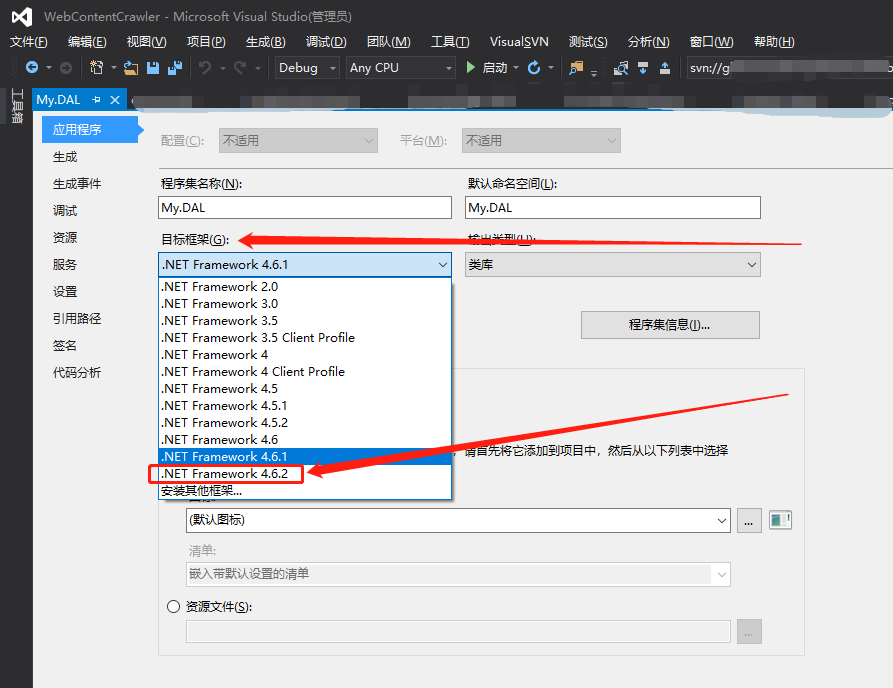 WebContentCrawler - Microsoft Visual Studio(管理员)
文件(F) 编辑(E) 视图(V) 项目(P) 生成(B) 调试(D) 团队(M) 工具(T) VisualSVN 测试(S) 分析(N) 窗口(W) 帮助(H)
Debug Any CPU 启动 svn://g
工具箱
My.DAL
应用程序
生成
生成事件
调试
资源
服务
设置
引用路径
签名
代码分析
配置(C): 不适用 平台(M): 不适用
程序集名称(N): 默认命名空间(L):
My.DAL My.DAL
目标框架(G): 输出类型(U):
.NET Framework 4.6.1 类库
.NET Framework 2.0
.NET Framework 3.0
.NET Framework 3.5
.NET Framework 3.5 Client Profile
.NET Framework 4
.NET Framework 4 Client Profile
.NET Framework 4.5
.NET Framework 4.5.1
.NET Framework 4.5.2
.NET Framework 4.6
.NET Framework 4.6.1
.NET Framework 4.6.2
安装其他框架...
程序集信息(I)...
，请首先将它添加到项目中，然后从以下列表中选择
(默认图标) ...
清单:
嵌入带默认设置的清单
资源文件(S):
...